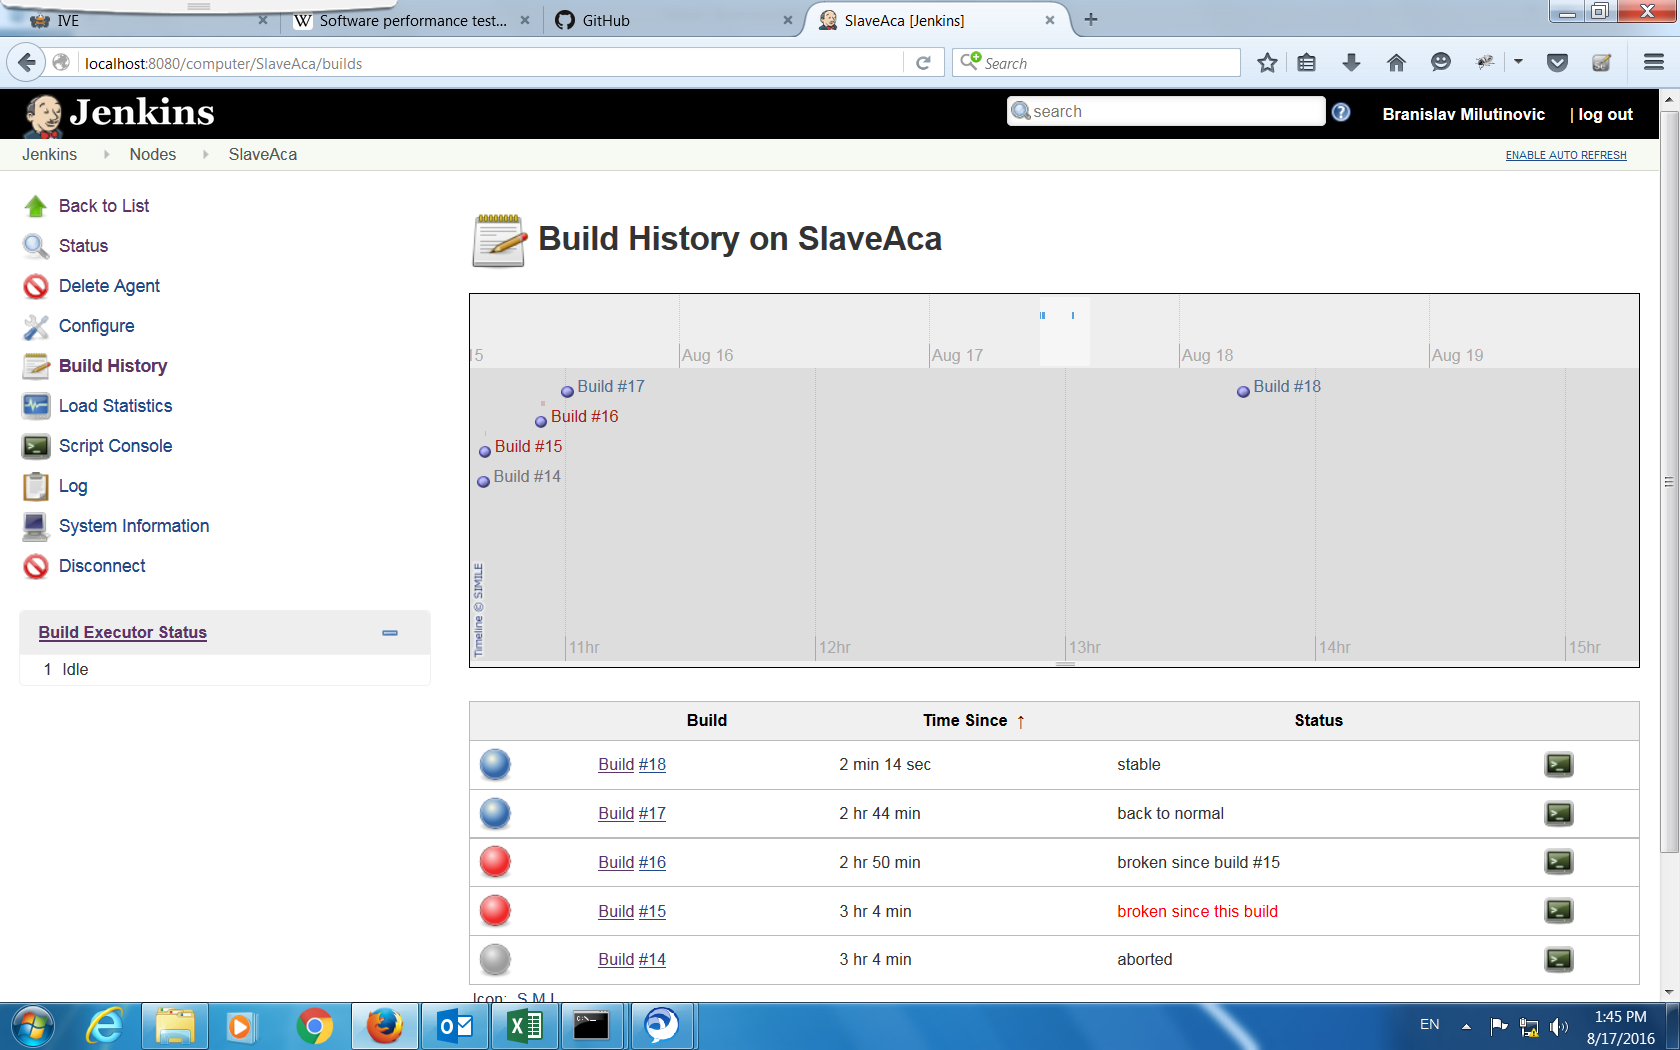 IVE
Software performance test...
GitHub
SlaveAca [Jenkins]
localhost:8080/computer/SlaveAca/builds
Search
Jenkins
search
Branislav Milutinovic
| log out
Jenkins
Nodes
SlaveAca
ENABLE AUTO REFRESH
Back to List
Status
Delete Agent
Configure
Build History
Load Statistics
Script Console
Log
System Information
Disconnect
Build Executor Status
1 Idle
Build History on SlaveAca
15
Aug 16
Aug 17
Aug 18
Aug 19
Build #17
Build #18
Build #16
Build #15
Build #14
Timeline © SIMILE
11hr
12hr
13hr
14hr
15hr
Build Time Since ↑ Status
Build #18 2 min 14 sec stable
Build #17 2 hr 44 min back to normal
Build #16 2 hr 50 min broken since build #15
Build #15 3 hr 4 min broken since this build
Build #14 3 hr 4 min aborted
Icon: S M L
EN
1:45 PM
8/17/2016